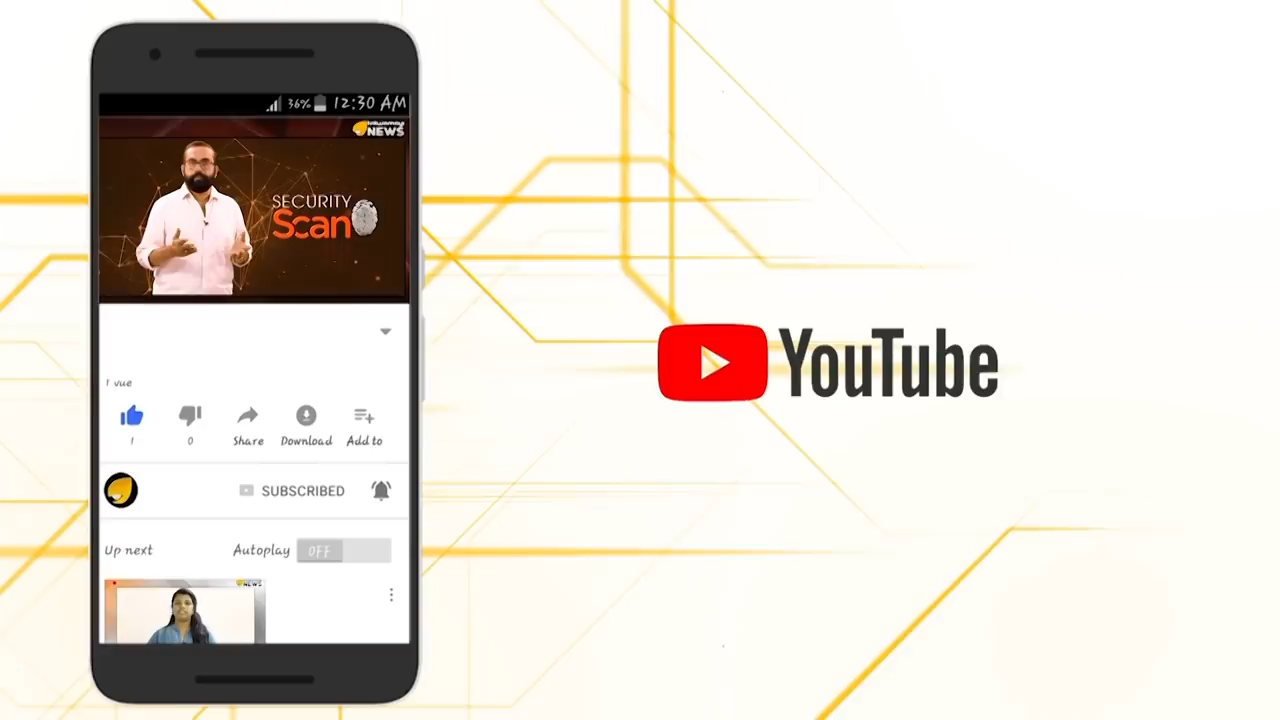 36% 12:30 AM
NEWS
SECURITY
Scan
1 vue
1 0 Share Download Add to
SUBSCRIBED
Up next Autoplay OFF
NEWS
YouTube